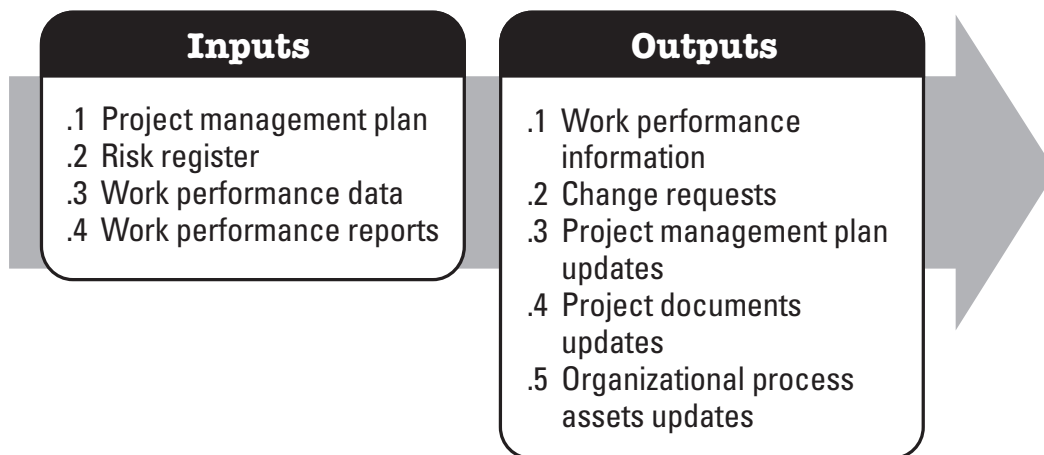 Inputs
.1 Project management plan
.2 Risk register
.3 Work performance data
.4 Work performance reports
Outputs
.1 Work performance
information
.2 Change requests
.3 Project management plan
updates
.4 Project documents
updates
.5 Organizational process
assets updates